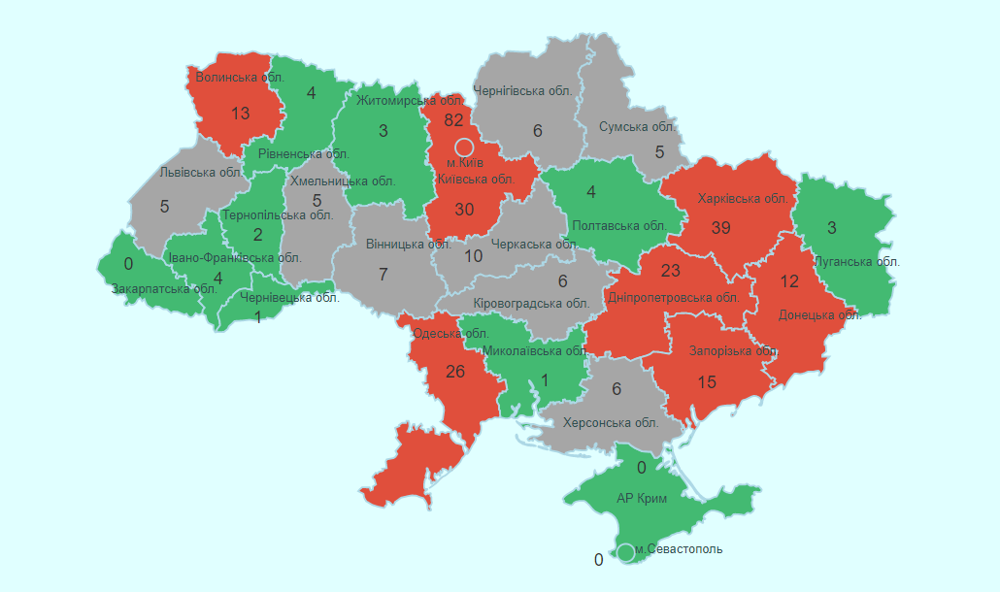 Волинська обл.
13
4
Рівненська обл.
Житомирська обл.
3
82
м.Київ
Київська обл.
30
Чернігівська обл.
6
Сумська обл.
5
Львівська обл.
5
Хмельницька обл.
5
Тернопільська обл.
2
Івано-Франківська обл.
4
0
Закарпатська обл.
Чернівецька обл.
1
Вінницька обл.
7
Черкаська обл.
10
4
Полтавська обл.
Харківська обл.
39
3
Луганська обл.
6
Кіровоградська обл.
23
Дніпропетровська обл.
12
Донецька обл.
Одеська обл.
26
Миколаївська обл.
1
Запорізька обл.
15
6
Херсонська обл.
0
АР Крим
м.Севастополь
0